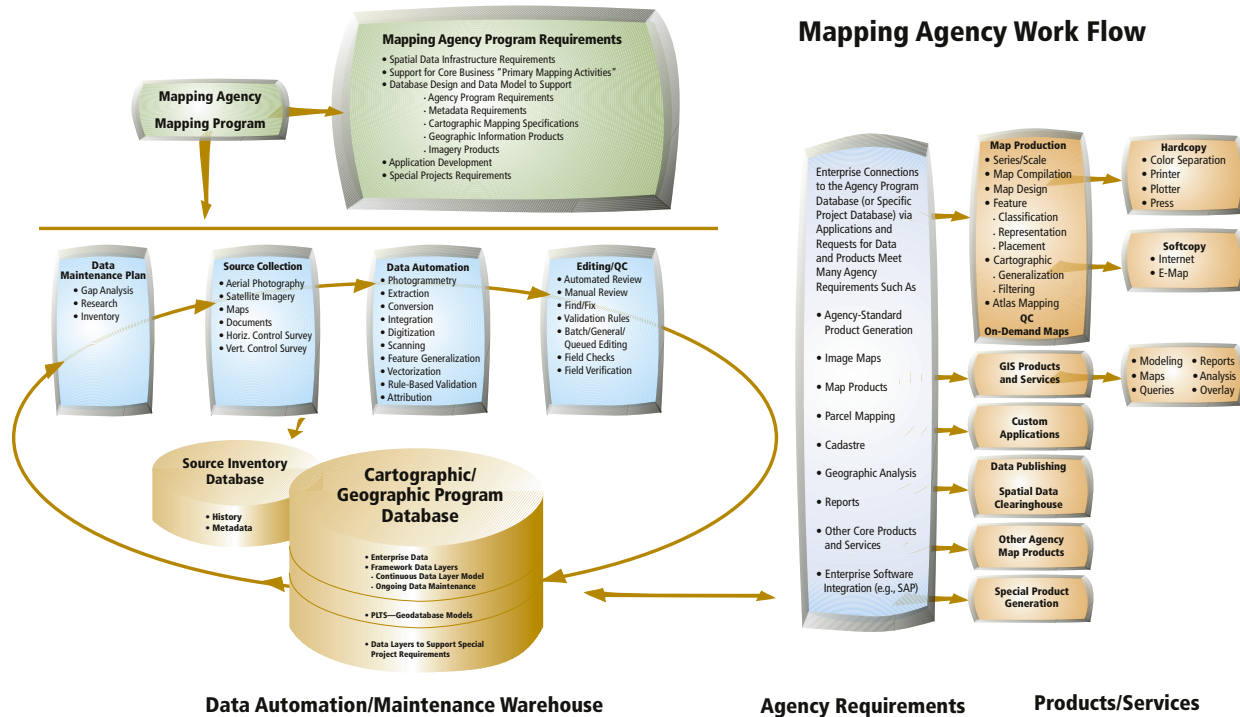 Mapping Agency Work Flow
Mapping Agency
Mapping Program
Mapping Agency Program Requirements
• Spatial Data Infrastructure Requirements
• Support for Core Business "Primary Mapping Activities"
• Database Design and Data Model to Support
- Agency Program Requirements
- Metadata Requirements
- Cartographic Mapping Specifications
- Geographic Information Products
- Imagery Products
• Application Development
• Special Projects Requirements
Data
Maintenance Plan
• Gap Analysis
• Research
• Inventory
Source Collection
• Aerial Photography
• Satellite Imagery
• Maps
• Documents
• Horiz. Control Survey
• Vert. Control Survey
Data Automation
• Photogrammetry
• Extraction
• Conversion
• Integration
• Digitization
• Scanning
• Feature Generalization
• Vectorization
• Rule-Based Validation
• Attribution
Editing/QC
• Automated Review
• Manual Review
• Find/Fix
• Validation Rules
• Batch/General/
Queued Editing
• Field Checks
• Field Verification
Source Inventory
Database
• History
• Metadata
Cartographic/
Geographic Program
Database
• Enterprise Data
• Framework Data Layers
- Continuous Data Layer Model
- Ongoing Data Maintenance
• PLTS—Geodatabase Models
• Data Layers to Support Special
Project Requirements
Data Automation/Maintenance Warehouse
Enterprise Connections
to the Agency Program
Database (or Specific
Project Database) via
Applications and
Requests for Data
and Products Meet
Many Agency
Requirements Such As
• Agency-Standard
Product Generation
• Image Maps
• Map Products
• Parcel Mapping
• Cadastre
• Geographic Analysis
• Reports
• Other Core Products
and Services
• Enterprise Software
Integration (e.g., SAP)
Agency Requirements
Map Production
• Series/Scale
• Map Compilation
• Map Design
• Feature
- Classification
- Representation
- Placement
• Cartographic
- Generalization
- Filtering
• Atlas Mapping
QC
On-Demand Maps
Hardcopy
• Color Separation
• Printer
• Plotter
• Press
Softcopy
• Internet
• E-Map
GIS Products
and Services
• Modeling • Reports
• Maps • Analysis
• Queries • Overlay
Custom
Applications
Data Publishing
Spatial Data
Clearinghouse
Other Agency
Map Products
Special Product
Generation
Products/Services